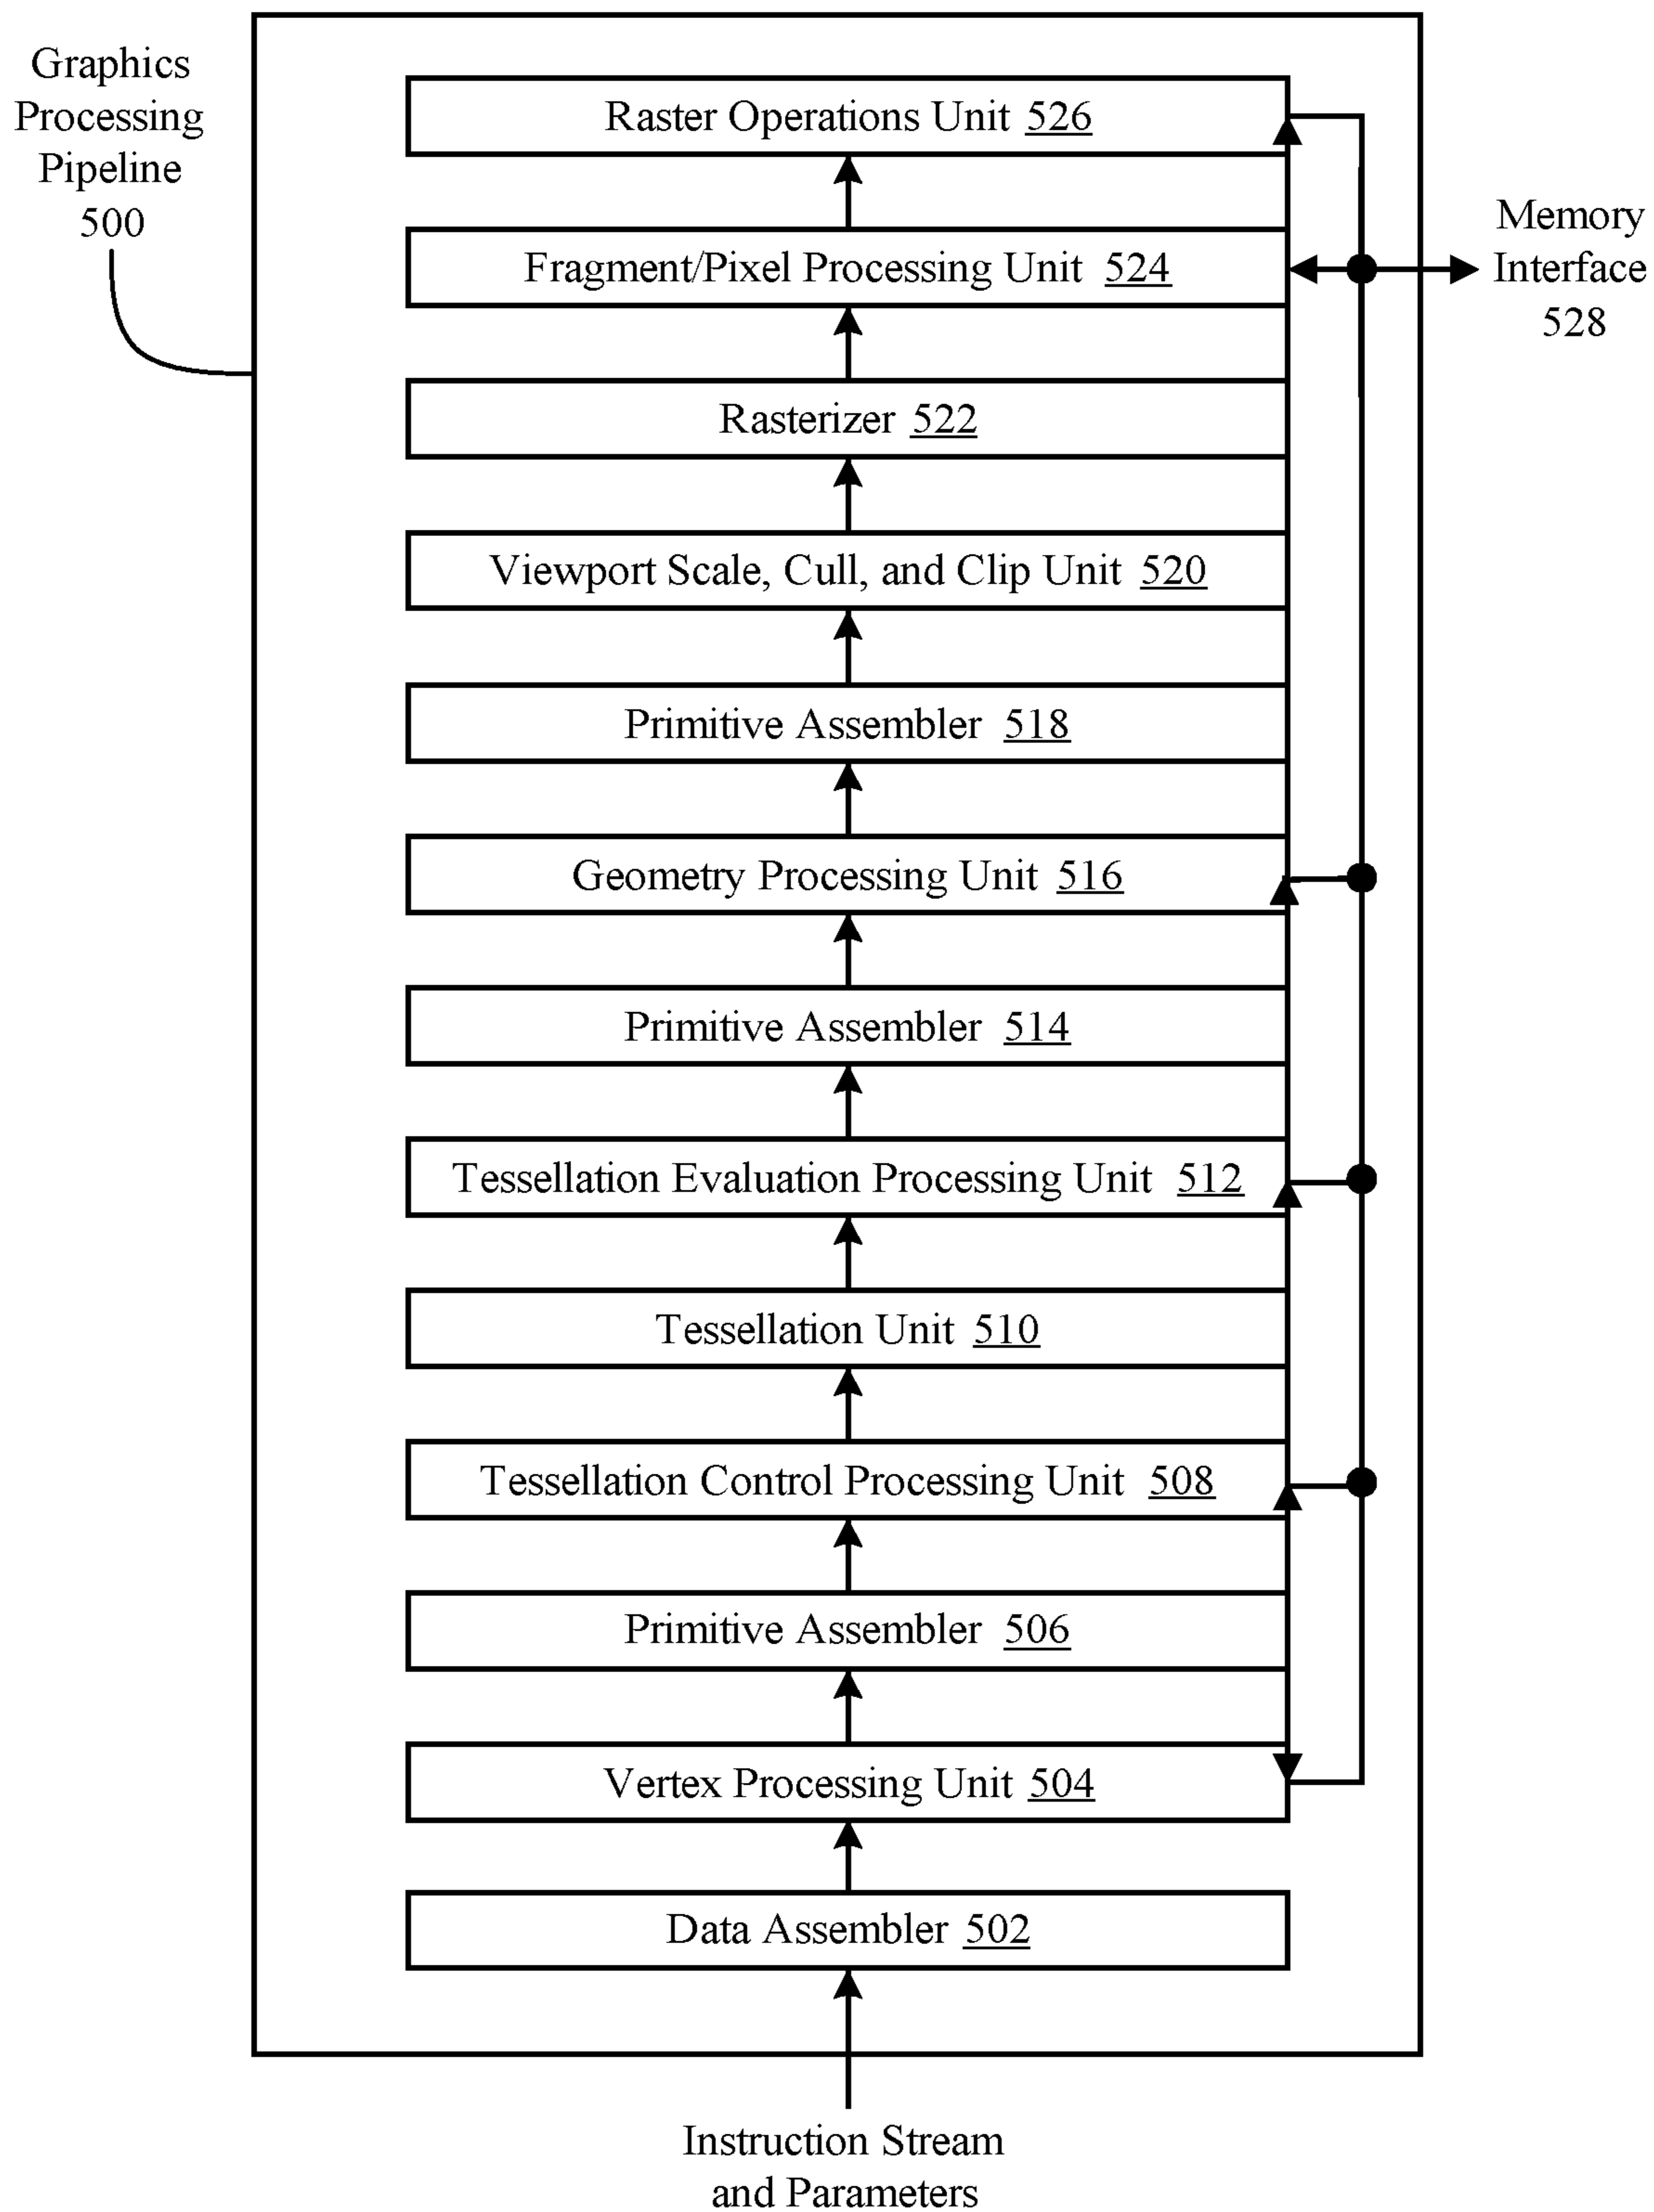 Graphics
Processing
Pipeline
500
Raster Operations Unit 526
Fragment/Pixel Processing Unit 524
Memory
Interface
528
Rasterizer 522
Viewport Scale, Cull, and Clip Unit 520
Primitive Assembler 518
Geometry Processing Unit 516
Primitive Assembler 514
Tessellation Evaluation Processing Unit 512
Tessellation Unit 510
Tessellation Control Processing Unit 508
Primitive Assembler 506
Vertex Processing Unit 504
Data Assembler 502
Instruction Stream
and Parameters